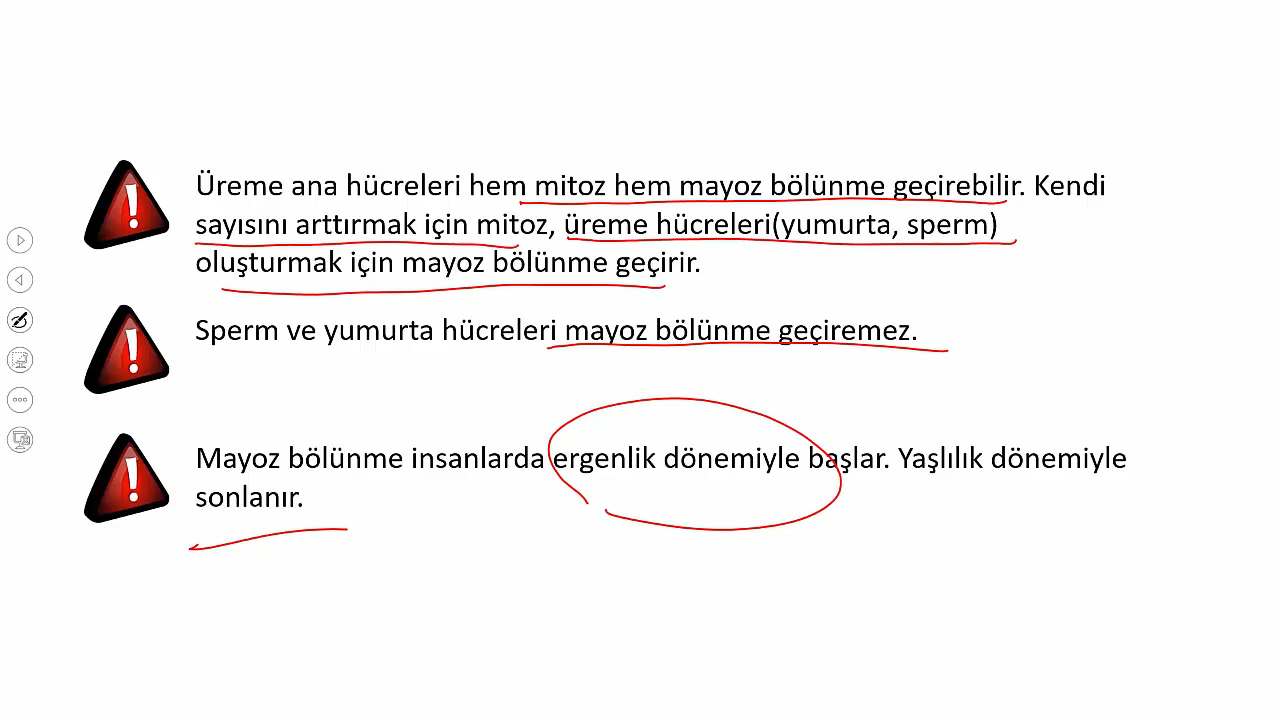 Üreme ana hücreleri hem mitoz hem mayoz bölünme geçirebilir. Kendi
sayısını arttırmak için mitoz, üreme hücreleri(yumurta, sperm)
oluşturmak için mayoz bölünme geçirir.
Sperm ve yumurta hücreleri mayoz bölünme geçiremez.
Mayoz bölünme insanlarda ergenlik dönemiyle başlar. Yaşlılık dönemiyle
sonlanır.